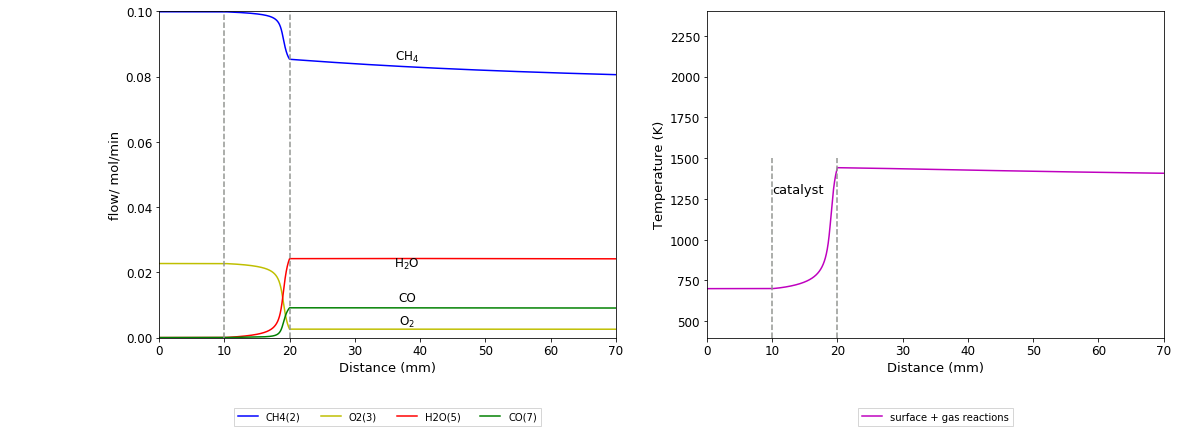 0.10
0.08
0.06
0.04
0.02
0.00
flow/ mol/min
CH₄
H₂O
CO
O₂
0 10 20 30 40 50 60 70
Distance (mm)
CH4(2) O2(3) H2O(5) CO(7)
2250
2000
1750
1500
1250
1000
750
500
Temperature (K)
catalyst
0 10 20 30 40 50 60 70
Distance (mm)
surface + gas reactions